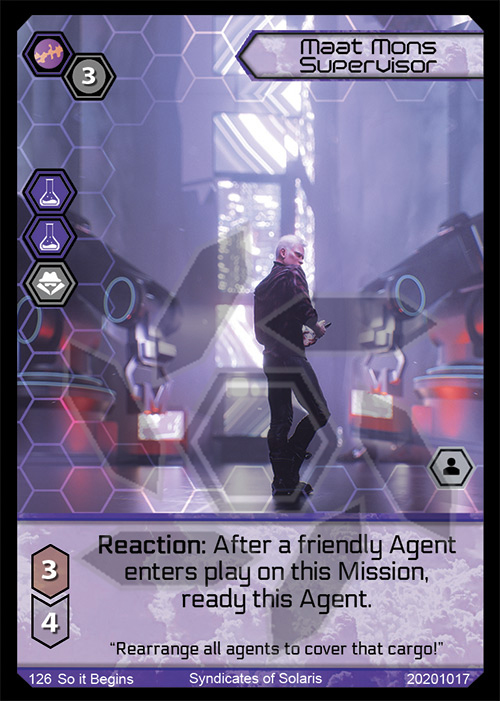 3
Maat Mons
Supervisor
3
4
Reaction: After a friendly Agent
enters play on this Mission,
ready this Agent.
“Rearrange all agents to cover that cargo!”
126 So it Begins
Syndicates of Solaris
20201017